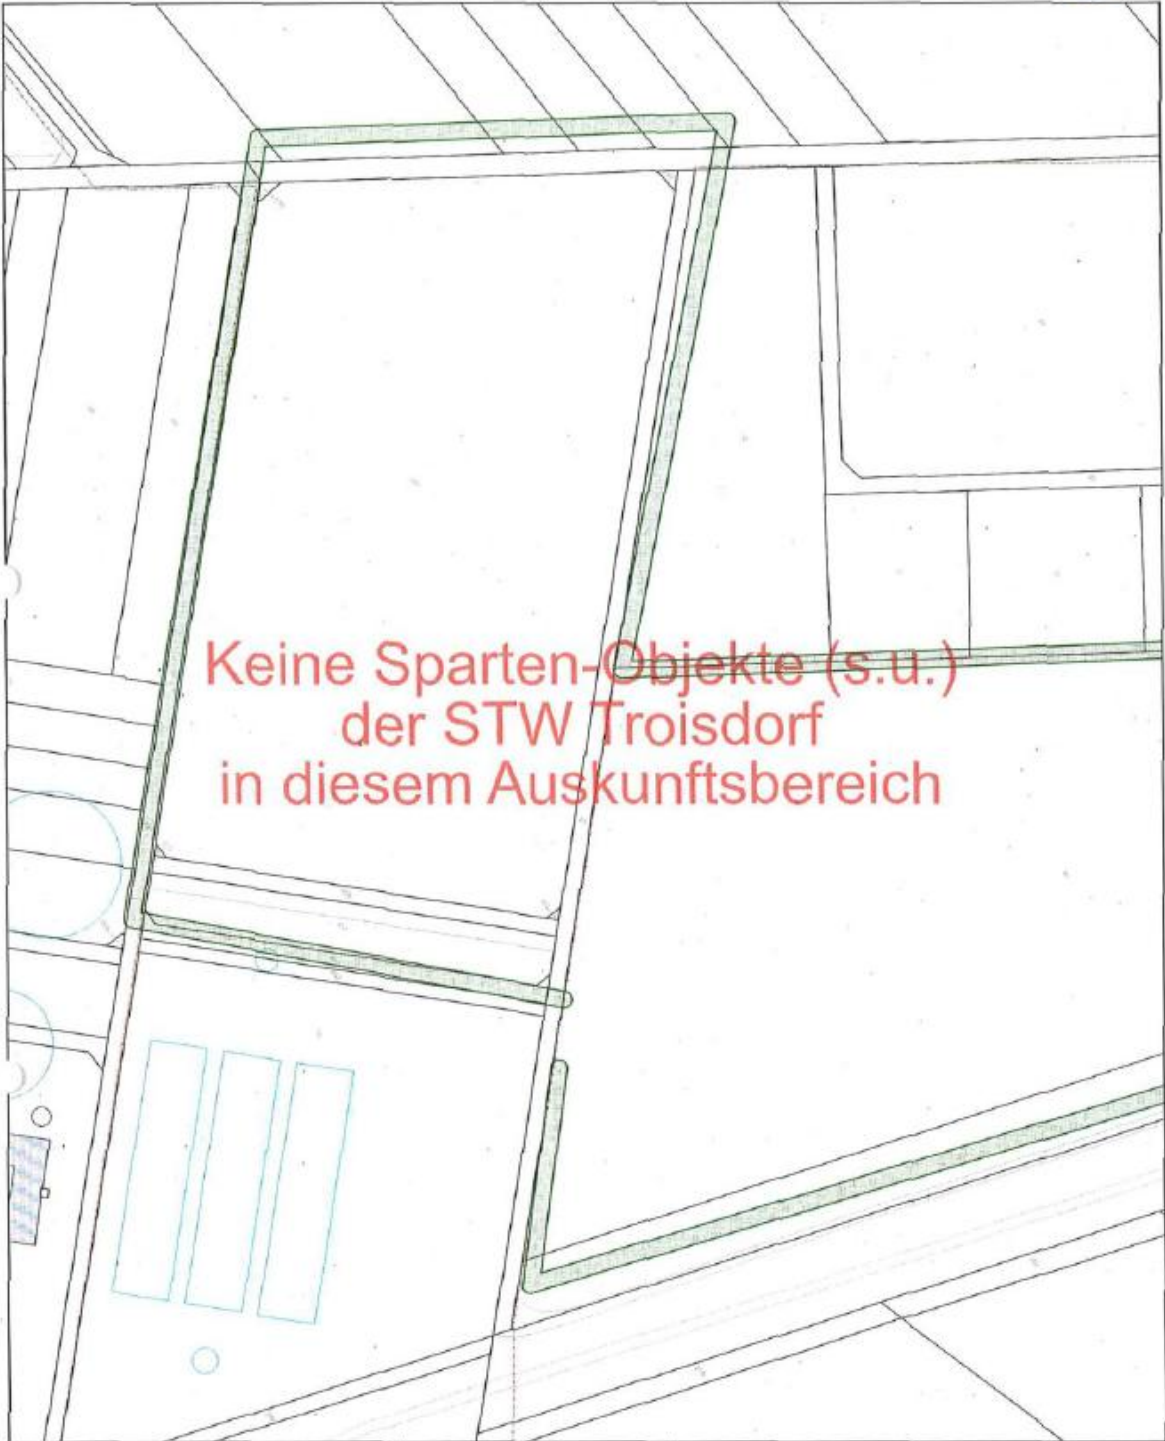 Keine Sparten-Objekte (s.u.)
der STW Troisdorf
in diesem Auskunftsbereich